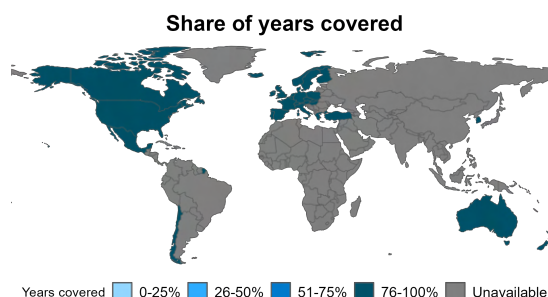 Share of years covered
Years covered 0-25% 26-50% 51-75% 76-100% Unavailable